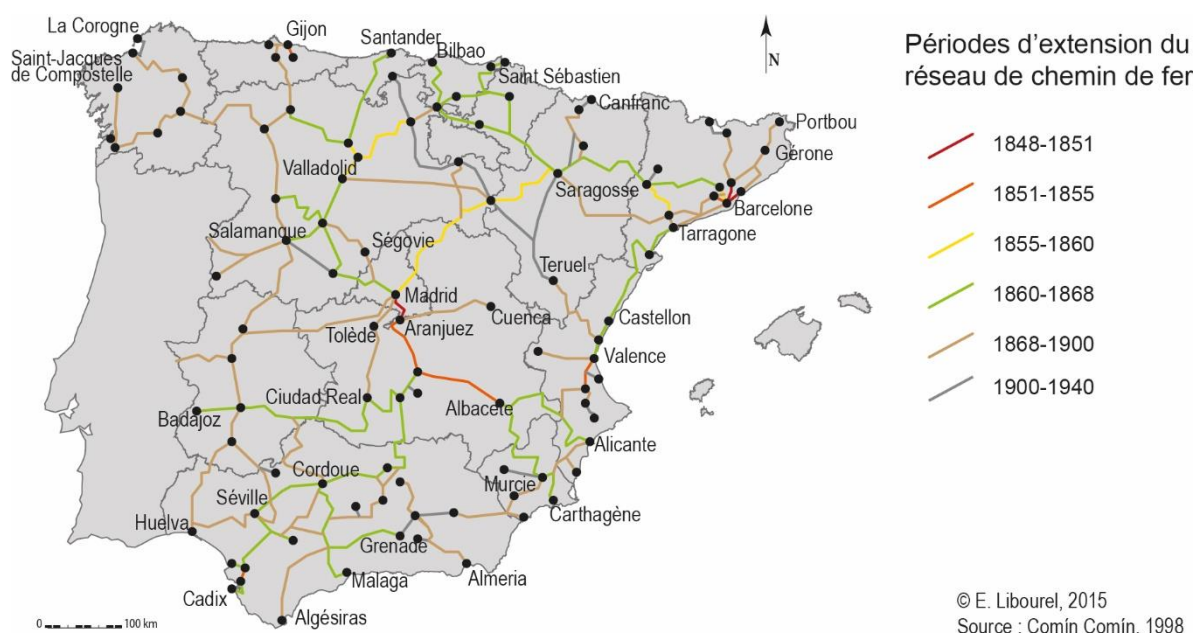 La Corogne
Gijon
Santander
Bilbao
Saint-Jacques
de Compostelle
Saint Sébastien
N
Canfranc
Portbou
Gérone
Valladolid
Saragosse
Barcelone
Salamanque
Ségovie
Tarragone
Teruel
Madrid
Tolède
Aranjuez
Cuenca
Castellon
Valence
Ciudad Real
Albacete
Badajoz
Alicante
Cordoue
Murcie
Séville
Carthagène
Huelva
Grenade
Malaga
Almeria
Cadix
Algésiras
0 100 km
Périodes d'extension du
réseau de chemin de fer
1848-1851
1851-1855
1855-1860
1860-1868
1868-1900
1900-1940
© E. Libourel, 2015
Source : Comín Comín, 1998